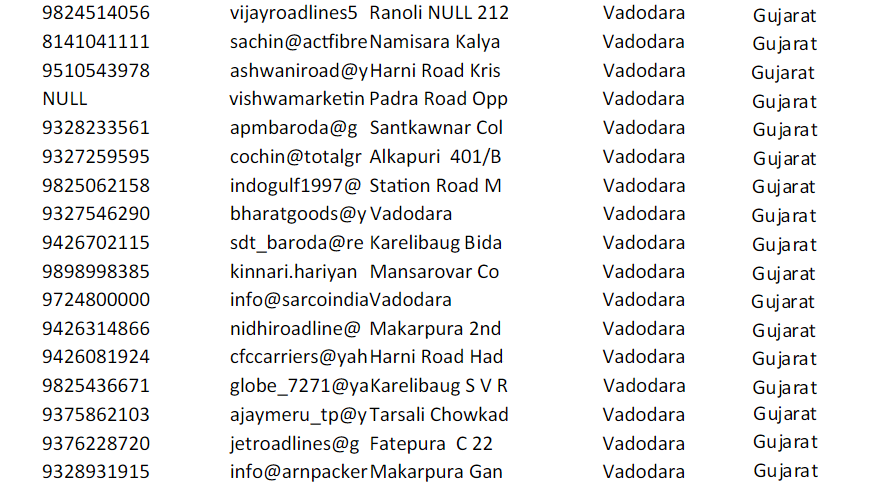 9824514056 vijayroadlines5 Ranoli NULL 212 Vadodara Gujarat
8141041111 sachin@actfibre Namisara Kalya Vadodara Gujarat
9510543978 ashwaniroad@y Harni Road Kris Vadodara Gujarat
NULL vishwamarketin Padra Road Opp Vadodara Gujarat
9328233561 apmbaroda@g Santkawnar Col Vadodara Gujarat
9327259595 cochin@totalgr Alkapuri 401/B Vadodara Gujarat
9825062158 indogulf1997@ Station Road M Vadodara Gujarat
9327546290 bharatgoods@y Vadodara Vadodara Gujarat
9426702115 sdt_baroda@re Karelibaug Bida Vadodara Gujarat
9898998385 kinnari.hariyan Mansarovar Co Vadodara Gujarat
9724800000 info@sarcoindia Vadodara Vadodara Gujarat
9426314866 nidhiroadline@ Makarpura 2nd Vadodara Gujarat
9426081924 cfccarriers@yah Harni Road Had Vadodara Gujarat
9825436671 globe_7271@ya Karelibaug S V R Vadodara Gujarat
9375862103 ajaymeru_tp@y Tarsali Chowkad Vadodara Gujarat
9376228720 jetroadlines@g Fatepura C 22 Vadodara Gujarat
9328931915 info@arnpacker Makarpura Gan Vadodara Gujarat